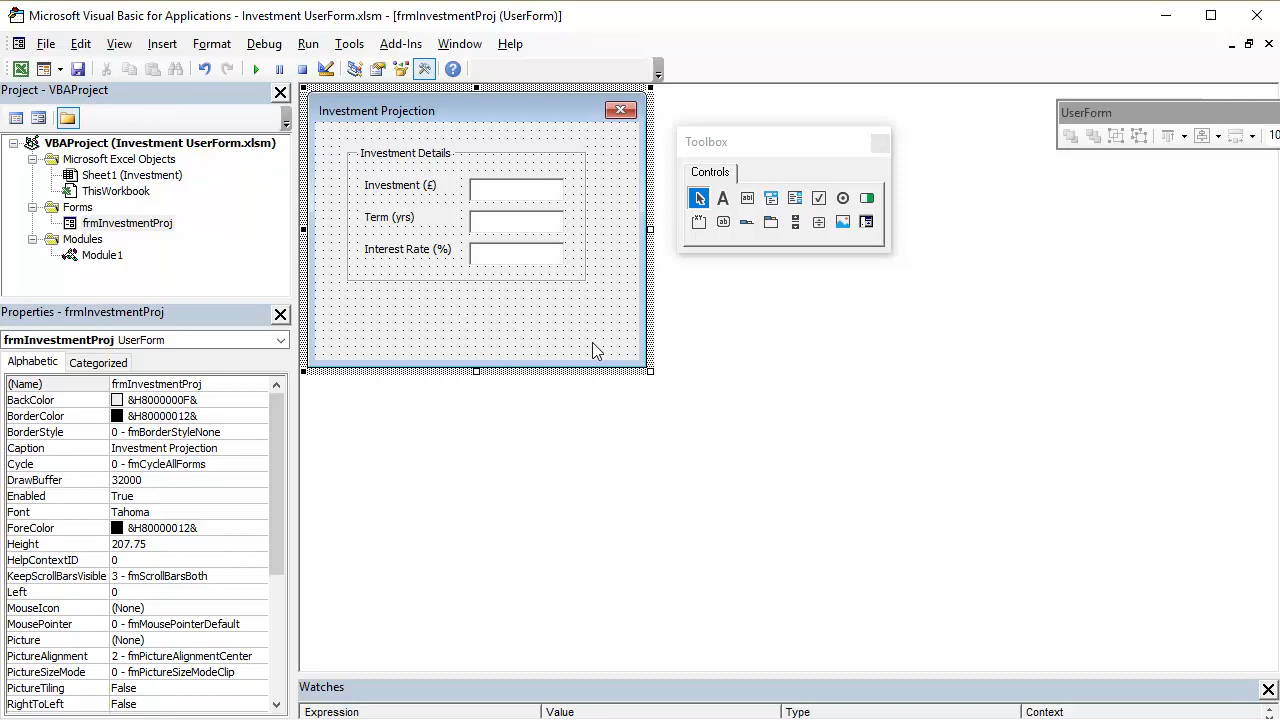 Microsoft Visual Basic for Applications - Investment UserForm.xlsm - [frmInvestmentProj (UserForm)]
File Edit View Insert Format Debug Run Tools Add-Ins Window Help
Project - VBAProject
VBAProject (Investment UserForm.xlsm)
Microsoft Excel Objects
Sheet1 (Investment)
ThisWorkbook
Forms
frmInvestmentProj
Modules
Module1
Properties - frmInvestmentProj
frmInvestmentProj UserForm
Alphabetic Categorized
(Name) frmInvestmentProj
BackColor &H8000000F&
BorderColor &H80000012&
BorderStyle 0 - fmBorderStyleNone
Caption Investment Projection
Cycle 0 - fmCycleAllForms
DrawBuffer 32000
Enabled True
Font Tahoma
ForeColor &H80000012&
Height 207.75
HelpContextID 0
KeepScrollBarsVisible 3 - fmScrollBarsBoth
Left 0
MouseIcon (None)
MousePointer 0 - fmMousePointerDefault
Picture (None)
PictureAlignment 2 - fmPictureAlignmentCenter
PictureSizeMode 0 - fmPictureSizeModeClip
PictureTiling False
RightToLeft False
Investment Projection
Investment Details
Investment (£)
Term (yrs)
Interest Rate (%)
Toolbox
Controls
A abl
XY ab
UserForm
10
Watches
Expression Value Type Context